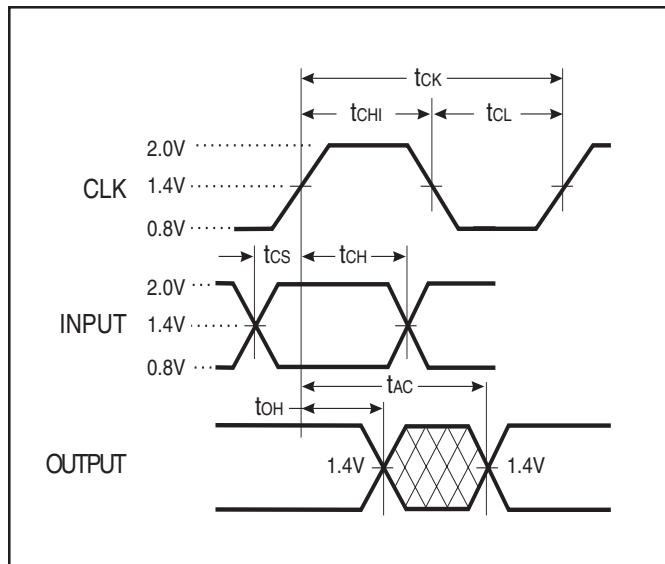 tCK
tCHI tCL
2.0V
CLK 1.4V
0.8V
tCS tCH
2.0V
INPUT 1.4V
0.8V
tAC
tOH
OUTPUT 1.4V 1.4V